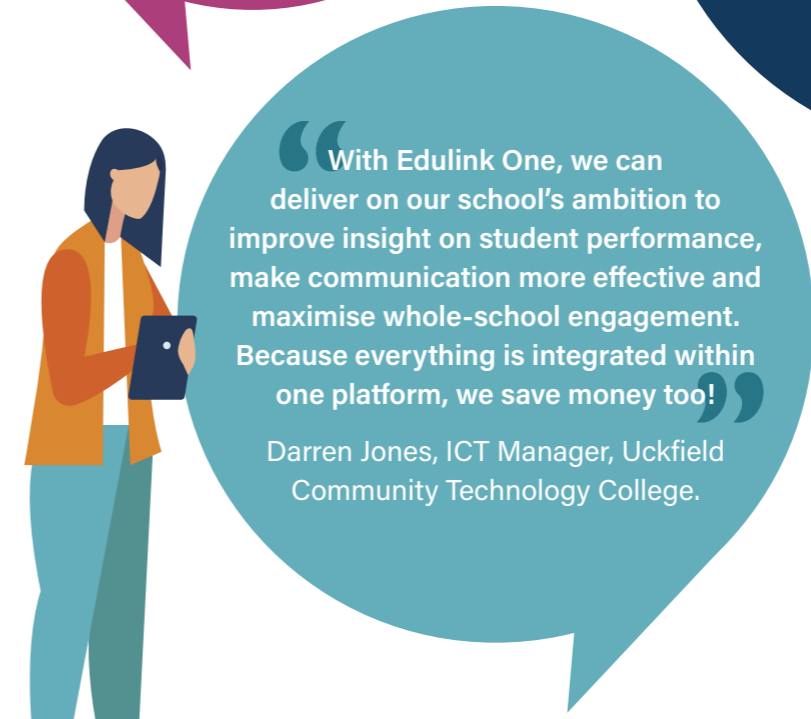 “With Edulink One, we can
deliver on our school’s ambition to
improve insight on student performance,
make communication more effective and
maximise whole-school engagement.
Because everything is integrated within
one platform, we save money too!”
Darren Jones, ICT Manager, Uckfield
Community Technology College.